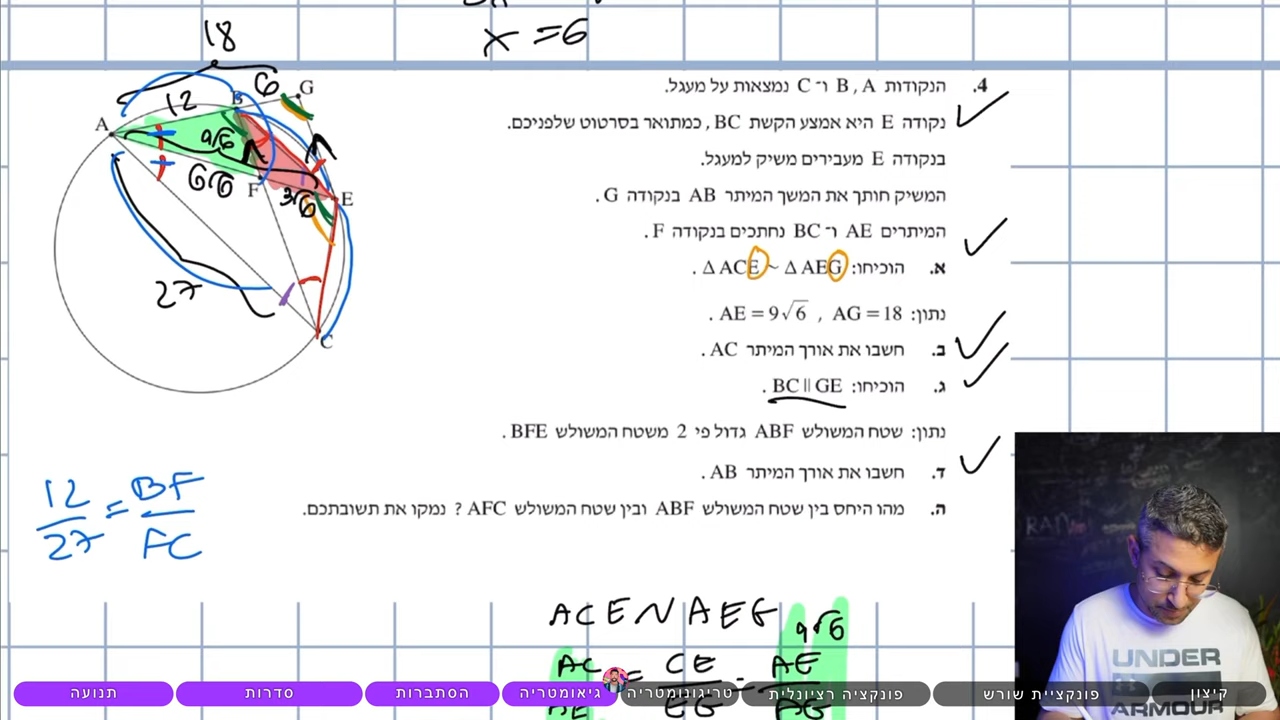 x = 6
18
12
6
G
B
A
9√6
6√6
F
3√6
E
27
C
4. הנקודות A, B ו־ C נמצאות על מעגל.
נקודה E היא אמצע הקשת BC, כמתואר בסרטוט שלפניכם.
בנקודה E מעבירים משיק למעגל.
המשיק חותך את המשך המיתר AB בנקודה G.
המיתרים AE ו־ BC נחתכים בנקודה F.
א. הוכיחו: ΔACE ~ ΔAEG.
נתון: AG = 18 , AE = 9√6.
ב. חשבו את אורך המיתר AC.
ג. הוכיחו: BC || GE.
נתון: שטח המשולש ABF גדול פי 2 משטח המשולש BFE.
ד. חשבו את אורך המיתר AB.
ה. מהו היחס בין שטח המשולש ABF ובין שטח המשולש AFC ? נמקו את תשובתכם.
12/27 = BF/FC
ACE ~ AEG
9√6
AC/AE = CE/EG = AE/AG
UNDER
ARMOUR
תנועה
סדרות
הסתברות
גיאומטריה
טריגונומטריה
פונקציה רציונלית
פונקציית שורש
קיצון